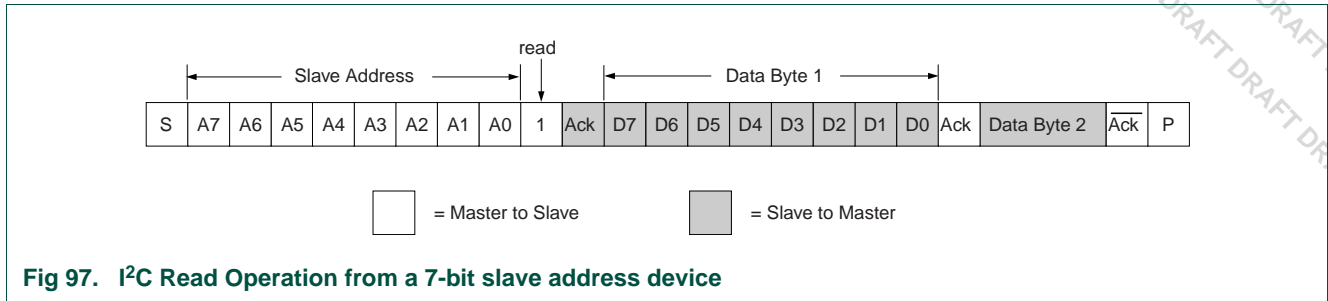 DRAFT
DRAFT DRAFT
read
Slave Address
Data Byte 1
S A7 A6 A5 A4 A3 A2 A1 A0 1 Ack D7 D6 D5 D4 D3 D2 D1 D0 Ack Data Byte 2 A̅c̅k̅ P
= Master to Slave
= Slave to Master
Fig 97. I²C Read Operation from a 7-bit slave address device